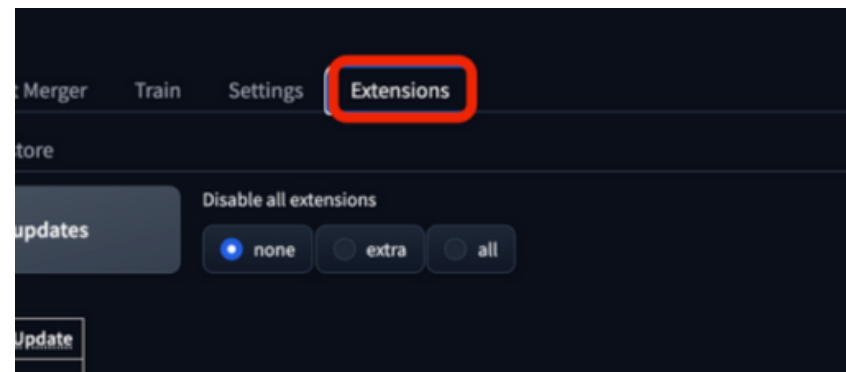 t Merger Train Settings Extensions
tore
Disable all extensions
updates
none extra all
Update